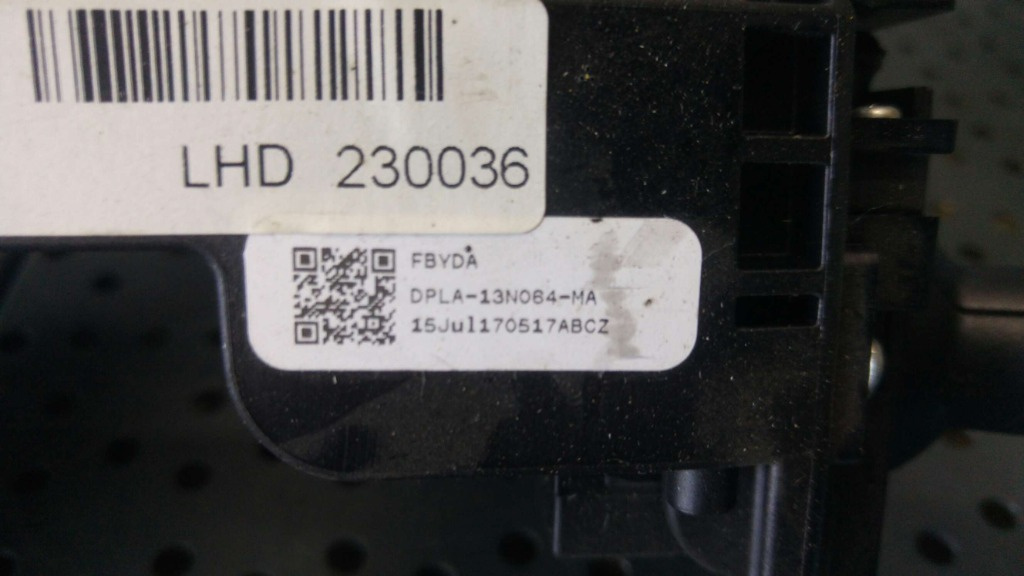 LHD 230036
FBYDA
DPLA-13N064-MA
15Jul170517ABCZ